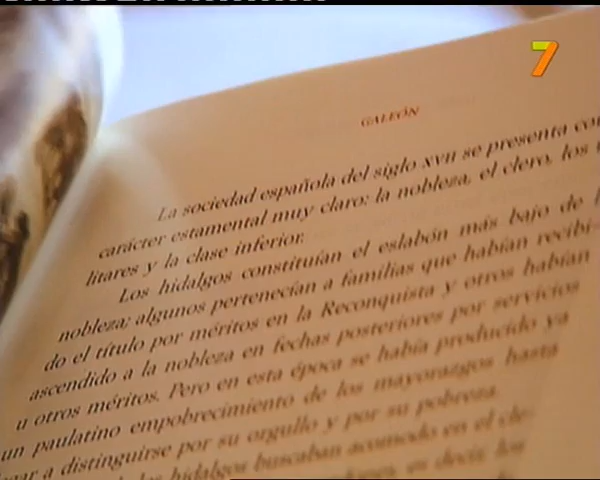 7
GALEÓN
La sociedad española del siglo XVII se presenta con
carácter estamental muy claro: la nobleza, el clero, los
litares y la clase inferior.
Los hidalgos constituían el eslabón más bajo de
nobleza; algunos pertenecían a familias que habían recibi-
do el título por méritos en la Reconquista y otros habían
ascendido a la nobleza en fechas posteriores por servicios
u otros méritos. Pero en esta época se había producido ya
un paulatino empobrecimiento de los mayorazgos hasta
a distinguirse por su orgullo y por su pobreza.
los hidalgos buscaban acomodo en el cle-
es decir, los